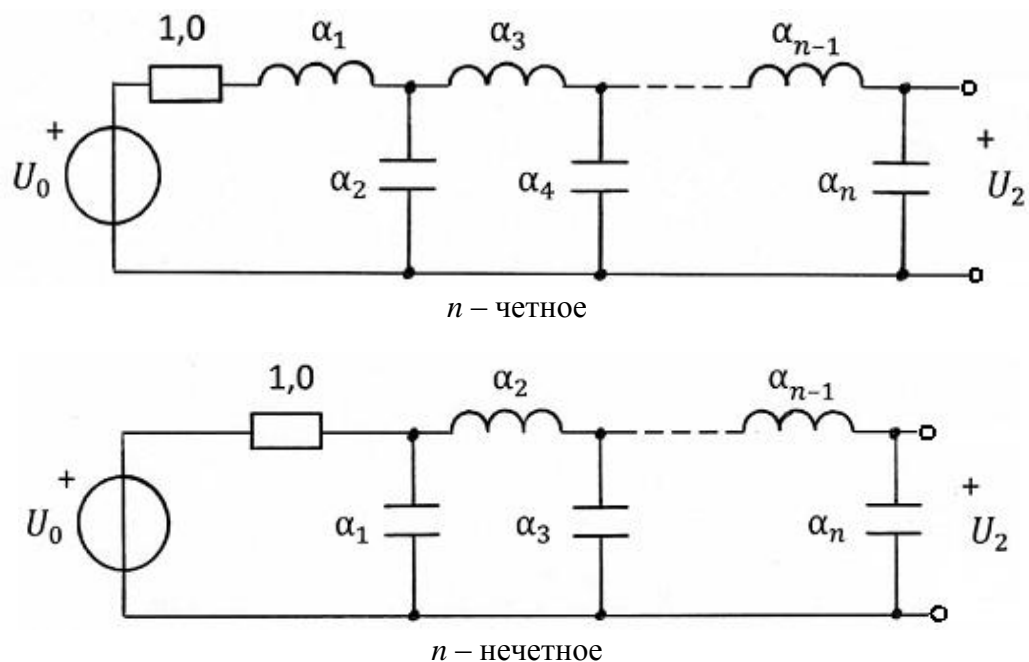 1,0 α₁ α₃ αₙ₋₁
+ +
U₀ α₂ α₄ αₙ U₂
n – четное
1,0 α₂ αₙ₋₁
+ +
U₀ α₁ α₃ αₙ U₂
n – нечетное